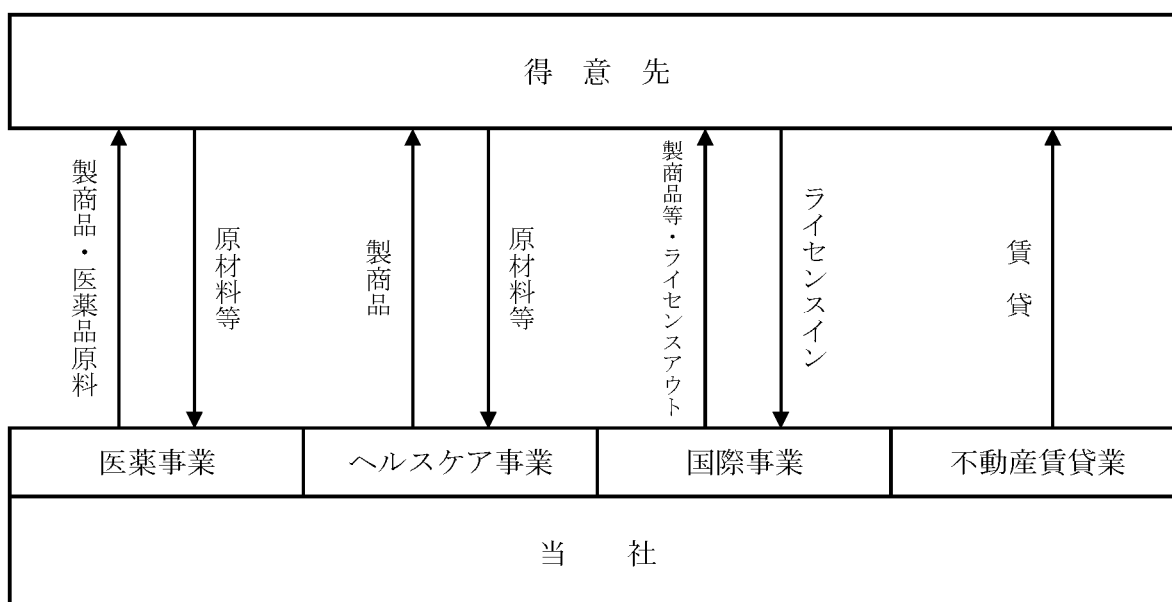 得意先
製商品・医薬品原料
原材料等
製商品
原材料等
製商品等・ライセンスアウト
ライセンスイン
賃貸
医薬事業
ヘルスケア事業
国際事業
不動産賃貸業
当社